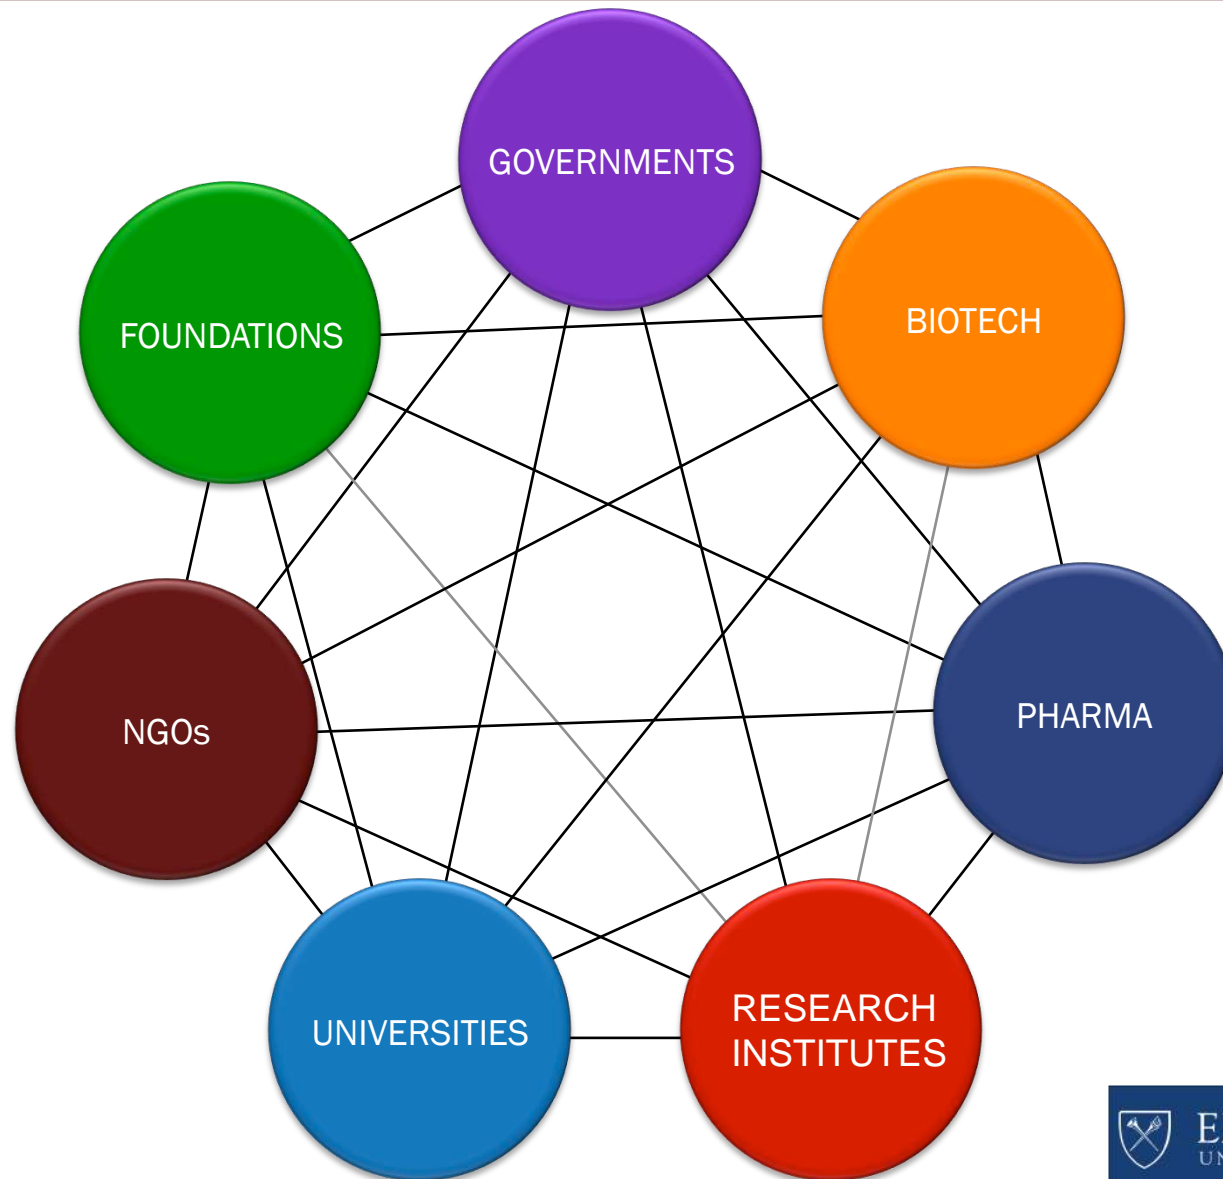 GOVERNMENTS
FOUNDATIONS
BIOTECH
NGOs
PHARMA
UNIVERSITIES
RESEARCH
INSTITUTES